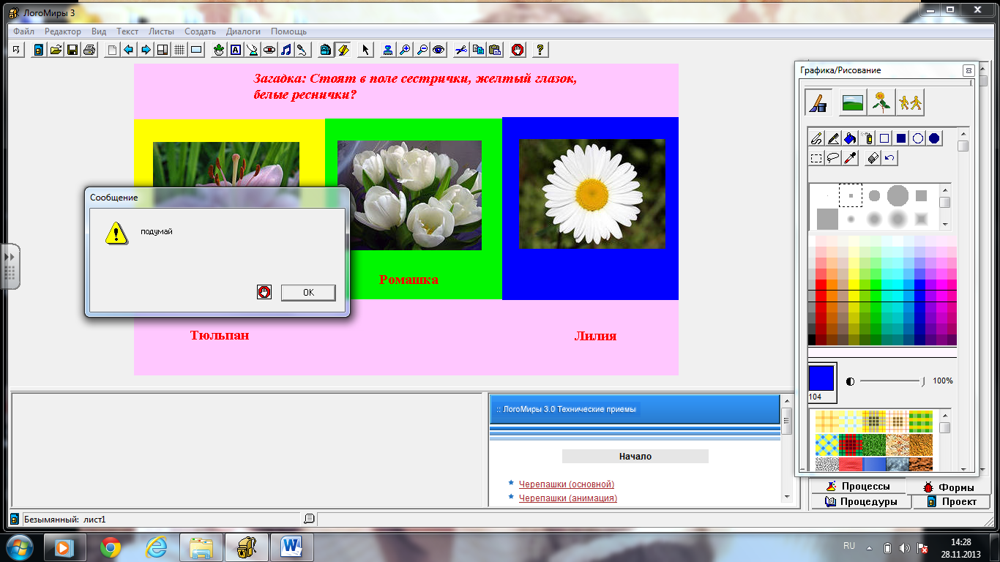 ЛогоМиры 3
Файл Редактор Вид Текст Листы Создать Диалоги Помощь
Загадка: Стоят в поле сестрички, желтый глазок,
белые реснички?
Графика/Рисование
Сообщение
подумай
OK
Ромашка
Тюльпан
Лилия
100%
104
:: ЛогоМиры 3.0 Технические приемы
Начало
Черепашки (основной)
Черепашки (анимация)
Процессы
Формы
Процедуры
Проект
Безымянный: лист1
RU
14:28
28.11.2013